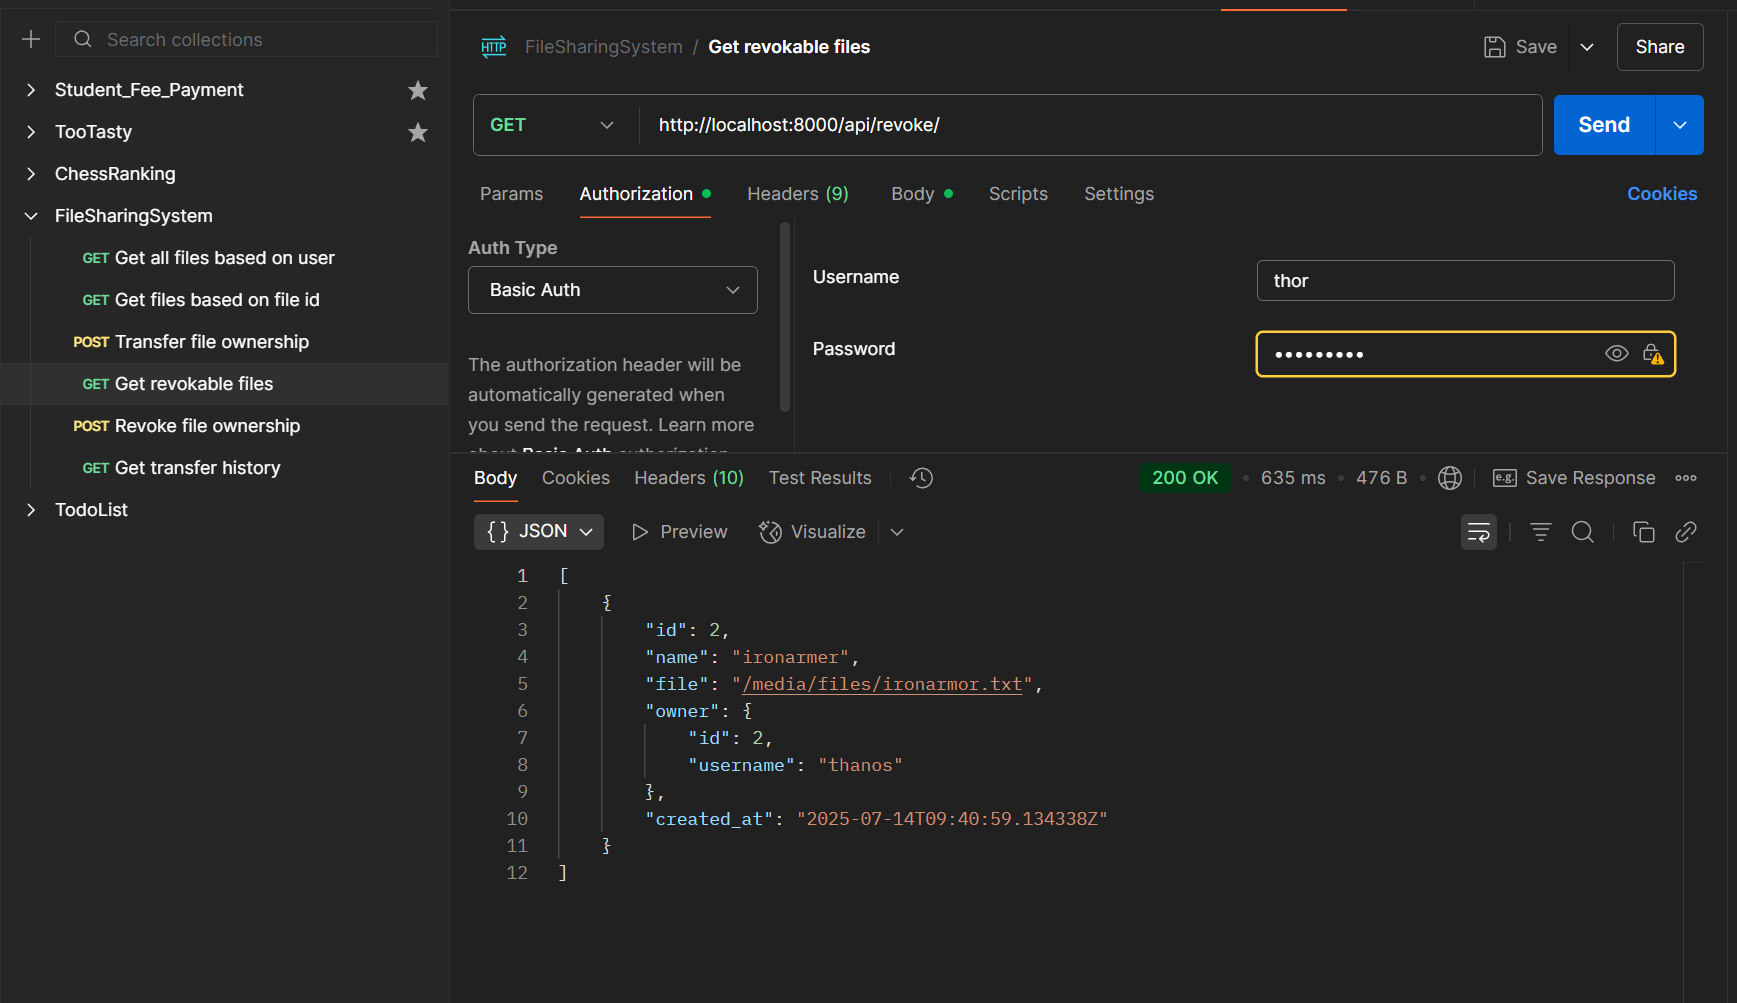 Search collections
Student_Fee_Payment
TooTasty
ChessRanking
FileSharingSystem
GET Get all files based on user
GET Get files based on file id
POST Transfer file ownership
GET Get revokable files
POST Revoke file ownership
GET Get transfer history
TodoList
HTTP FileSharingSystem / Get revokable files
Save
Share
GET http://localhost:8000/api/revoke/
Send
Params Authorization Headers (9) Body Scripts Settings Cookies
Auth Type
Basic Auth
The authorization header will be
automatically generated when
you send the request. Learn more
about Basic Auth authorization.
Username thor
Password •••••••••
Body Cookies Headers (10) Test Results 200 OK • 635 ms • 476 B • e.g. Save Response
{} JSON Preview Visualize
1 [
2 {
3 "id": 2,
4 "name": "ironarmer",
5 "file": "/media/files/ironarmor.txt",
6 "owner": {
7 "id": 2,
8 "username": "thanos"
9 },
10 "created_at": "2025-07-14T09:40:59.134338Z"
11 }
12 ]